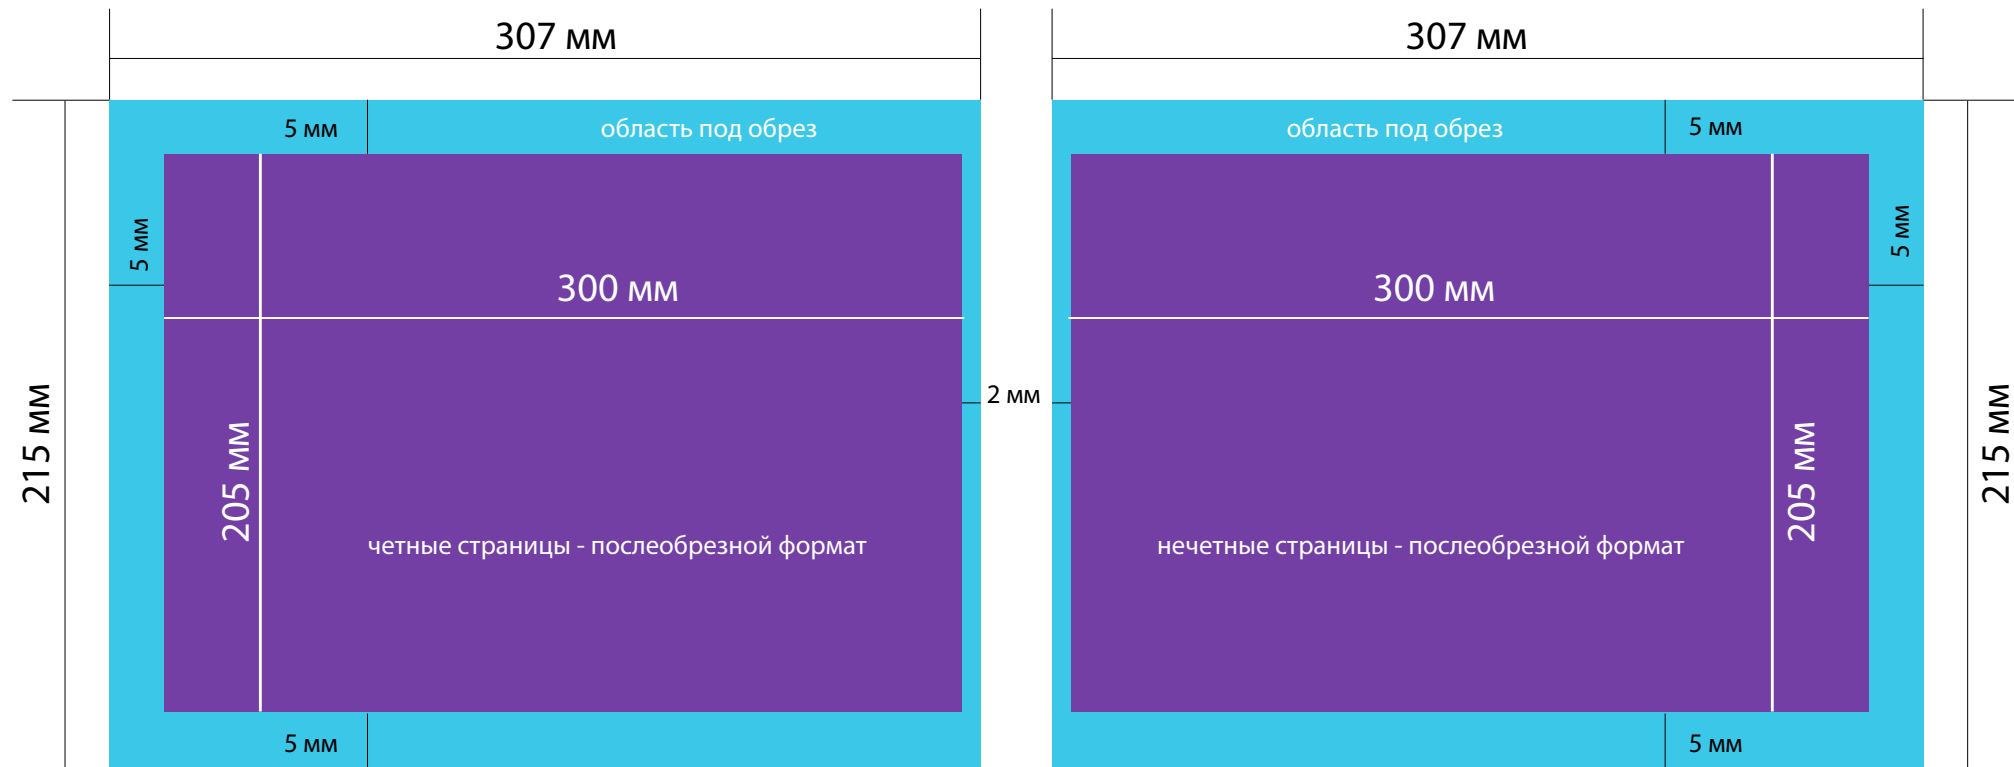 307 мм
307 мм
5 мм
область под обрез
область под обрез
5 мм
5 мм
5 мм
300 мм
300 мм
2 мм
215 мм
205 мм
205 мм
215 мм
четные страницы - послеобрезной формат
нечетные страницы - послеобрезной формат
5 мм
5 мм